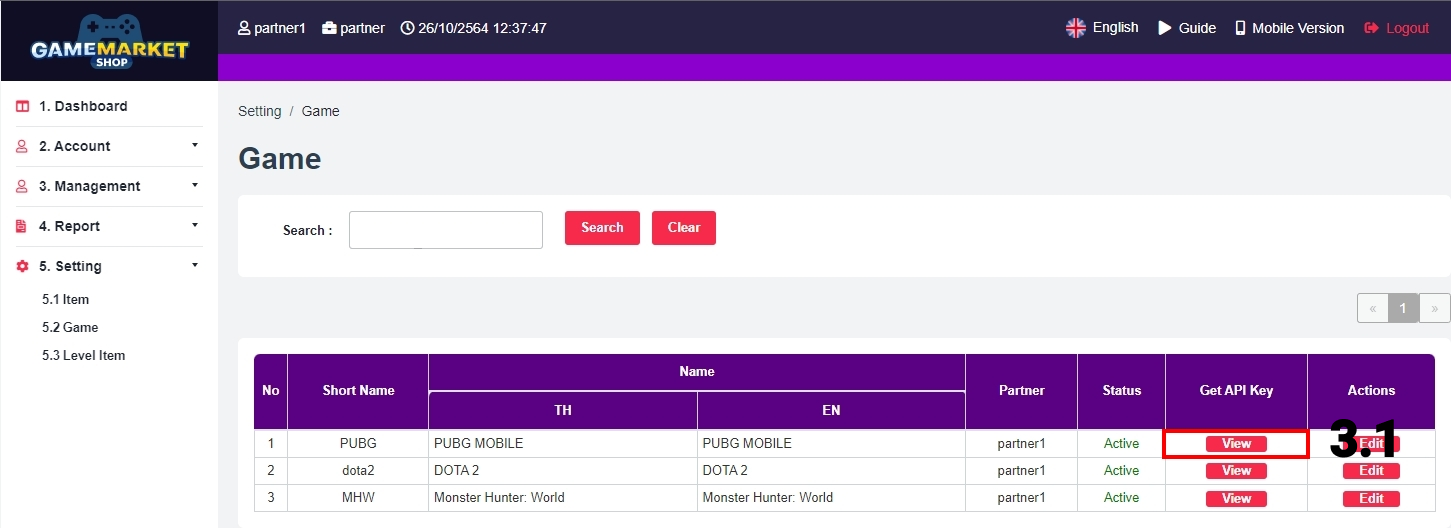 GAMEMARKET
SHOP
partner1 partner 26/10/2564 12:37:47 English Guide Mobile Version Logout
1. Dashboard
2. Account
3. Management
4. Report
5. Setting
5.1 Item
5.2 Game
5.3 Level Item
Setting / Game
Game
Search : Search Clear
« 1 »
No Short Name Name Partner Status Get API Key Actions
TH EN
1 PUBG PUBG MOBILE PUBG MOBILE partner1 Active View Edit
3.1
2 dota2 DOTA 2 DOTA 2 partner1 Active View Edit
3 MHW Monster Hunter: World Monster Hunter: World partner1 Active View Edit